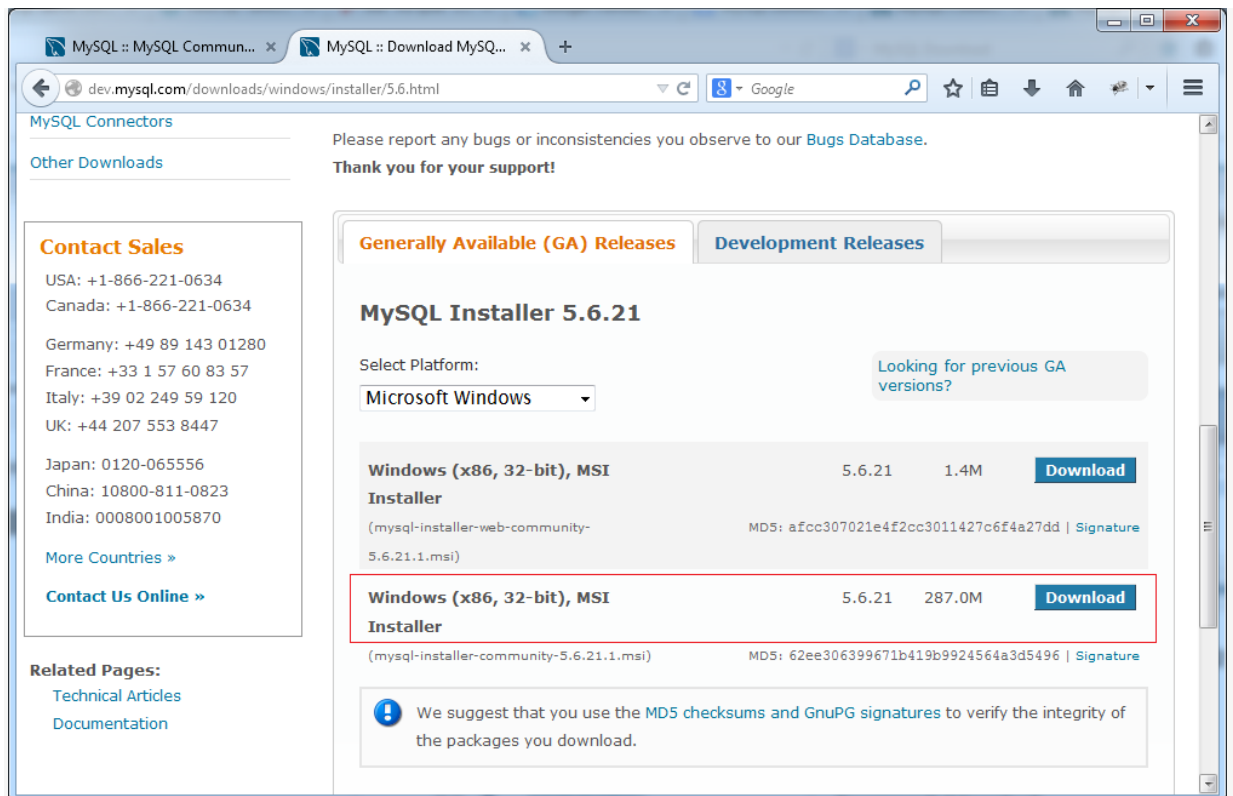 MySQL :: MySQL Commun...
MySQL :: Download MySQ...
dev.mysql.com/downloads/windows/installer/5.6.html
Google
MySQL Connectors
Other Downloads
Contact Sales
USA: +1-866-221-0634
Canada: +1-866-221-0634
Germany: +49 89 143 01280
France: +33 1 57 60 83 57
Italy: +39 02 249 59 120
UK: +44 207 553 8447
Japan: 0120-065556
China: 10800-811-0823
India: 0008001005870
More Countries »
Contact Us Online »
Related Pages:
Technical Articles
Documentation
Please report any bugs or inconsistencies you observe to our Bugs Database.
Thank you for your support!
Generally Available (GA) Releases
Development Releases
MySQL Installer 5.6.21
Select Platform:
Looking for previous GA
versions?
Microsoft Windows
Windows (x86, 32-bit), MSI
Installer
5.6.21
1.4M
Download
(mysql-installer-web-community-
5.6.21.1.msi)
MD5: afcc307021e4f2cc3011427c6f4a27dd | Signature
Windows (x86, 32-bit), MSI
Installer
5.6.21
287.0M
Download
(mysql-installer-community-5.6.21.1.msi)
MD5: 62ee306399671b419b9924564a3d5496 | Signature
We suggest that you use the MD5 checksums and GnuPG signatures to verify the integrity of
the packages you download.